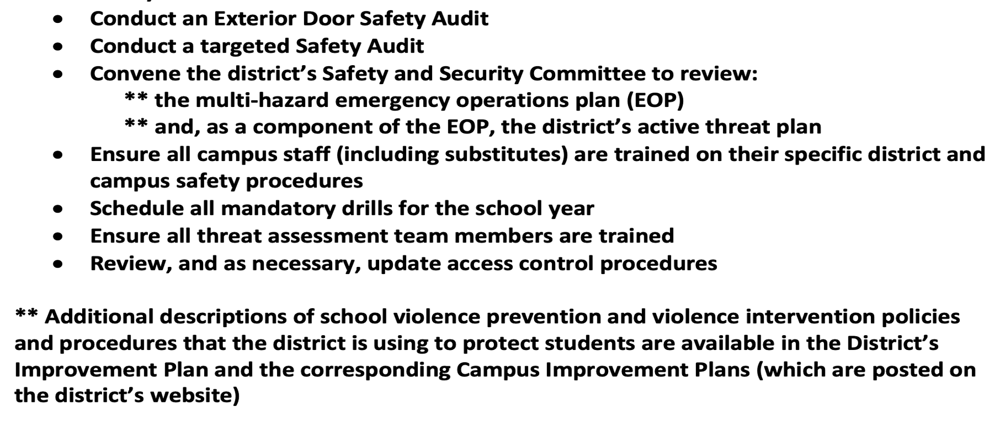 • Conduct an Exterior Door Safety Audit
• Conduct a targeted Safety Audit
• Convene the district’s Safety and Security Committee to review:
** the multi-hazard emergency operations plan (EOP)
** and, as a component of the EOP, the district’s active threat plan
• Ensure all campus staff (including substitutes) are trained on their specific district and
campus safety procedures
• Schedule all mandatory drills for the school year
• Ensure all threat assessment team members are trained
• Review, and as necessary, update access control procedures
** Additional descriptions of school violence prevention and violence intervention policies
and procedures that the district is using to protect students are available in the District’s
Improvement Plan and the corresponding Campus Improvement Plans (which are posted on
the district’s website)